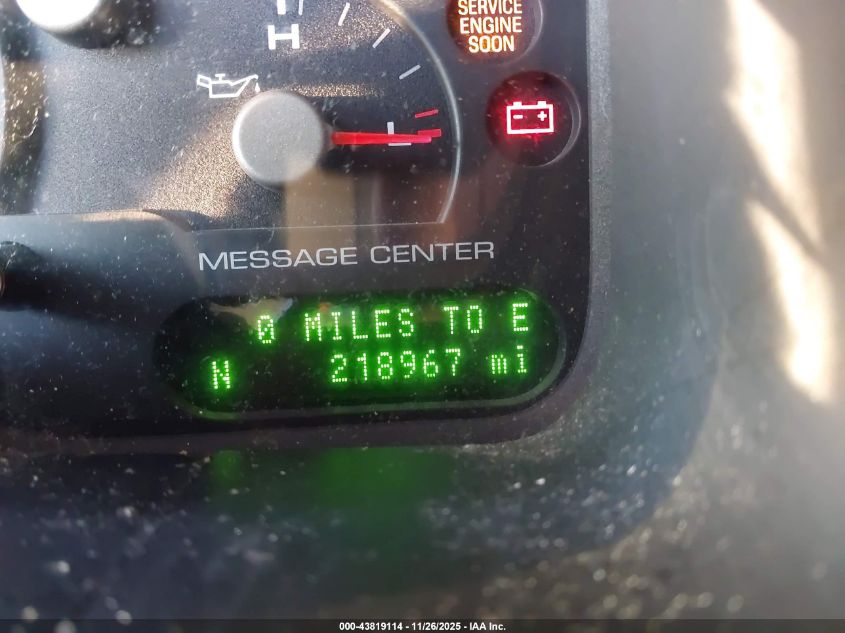 SERVICE
ENGINE
SOON
H
L
MESSAGE CENTER
0 MILES TO E
N 218967 mi
000-43819114 - 11/26/2025 - IAA Inc.